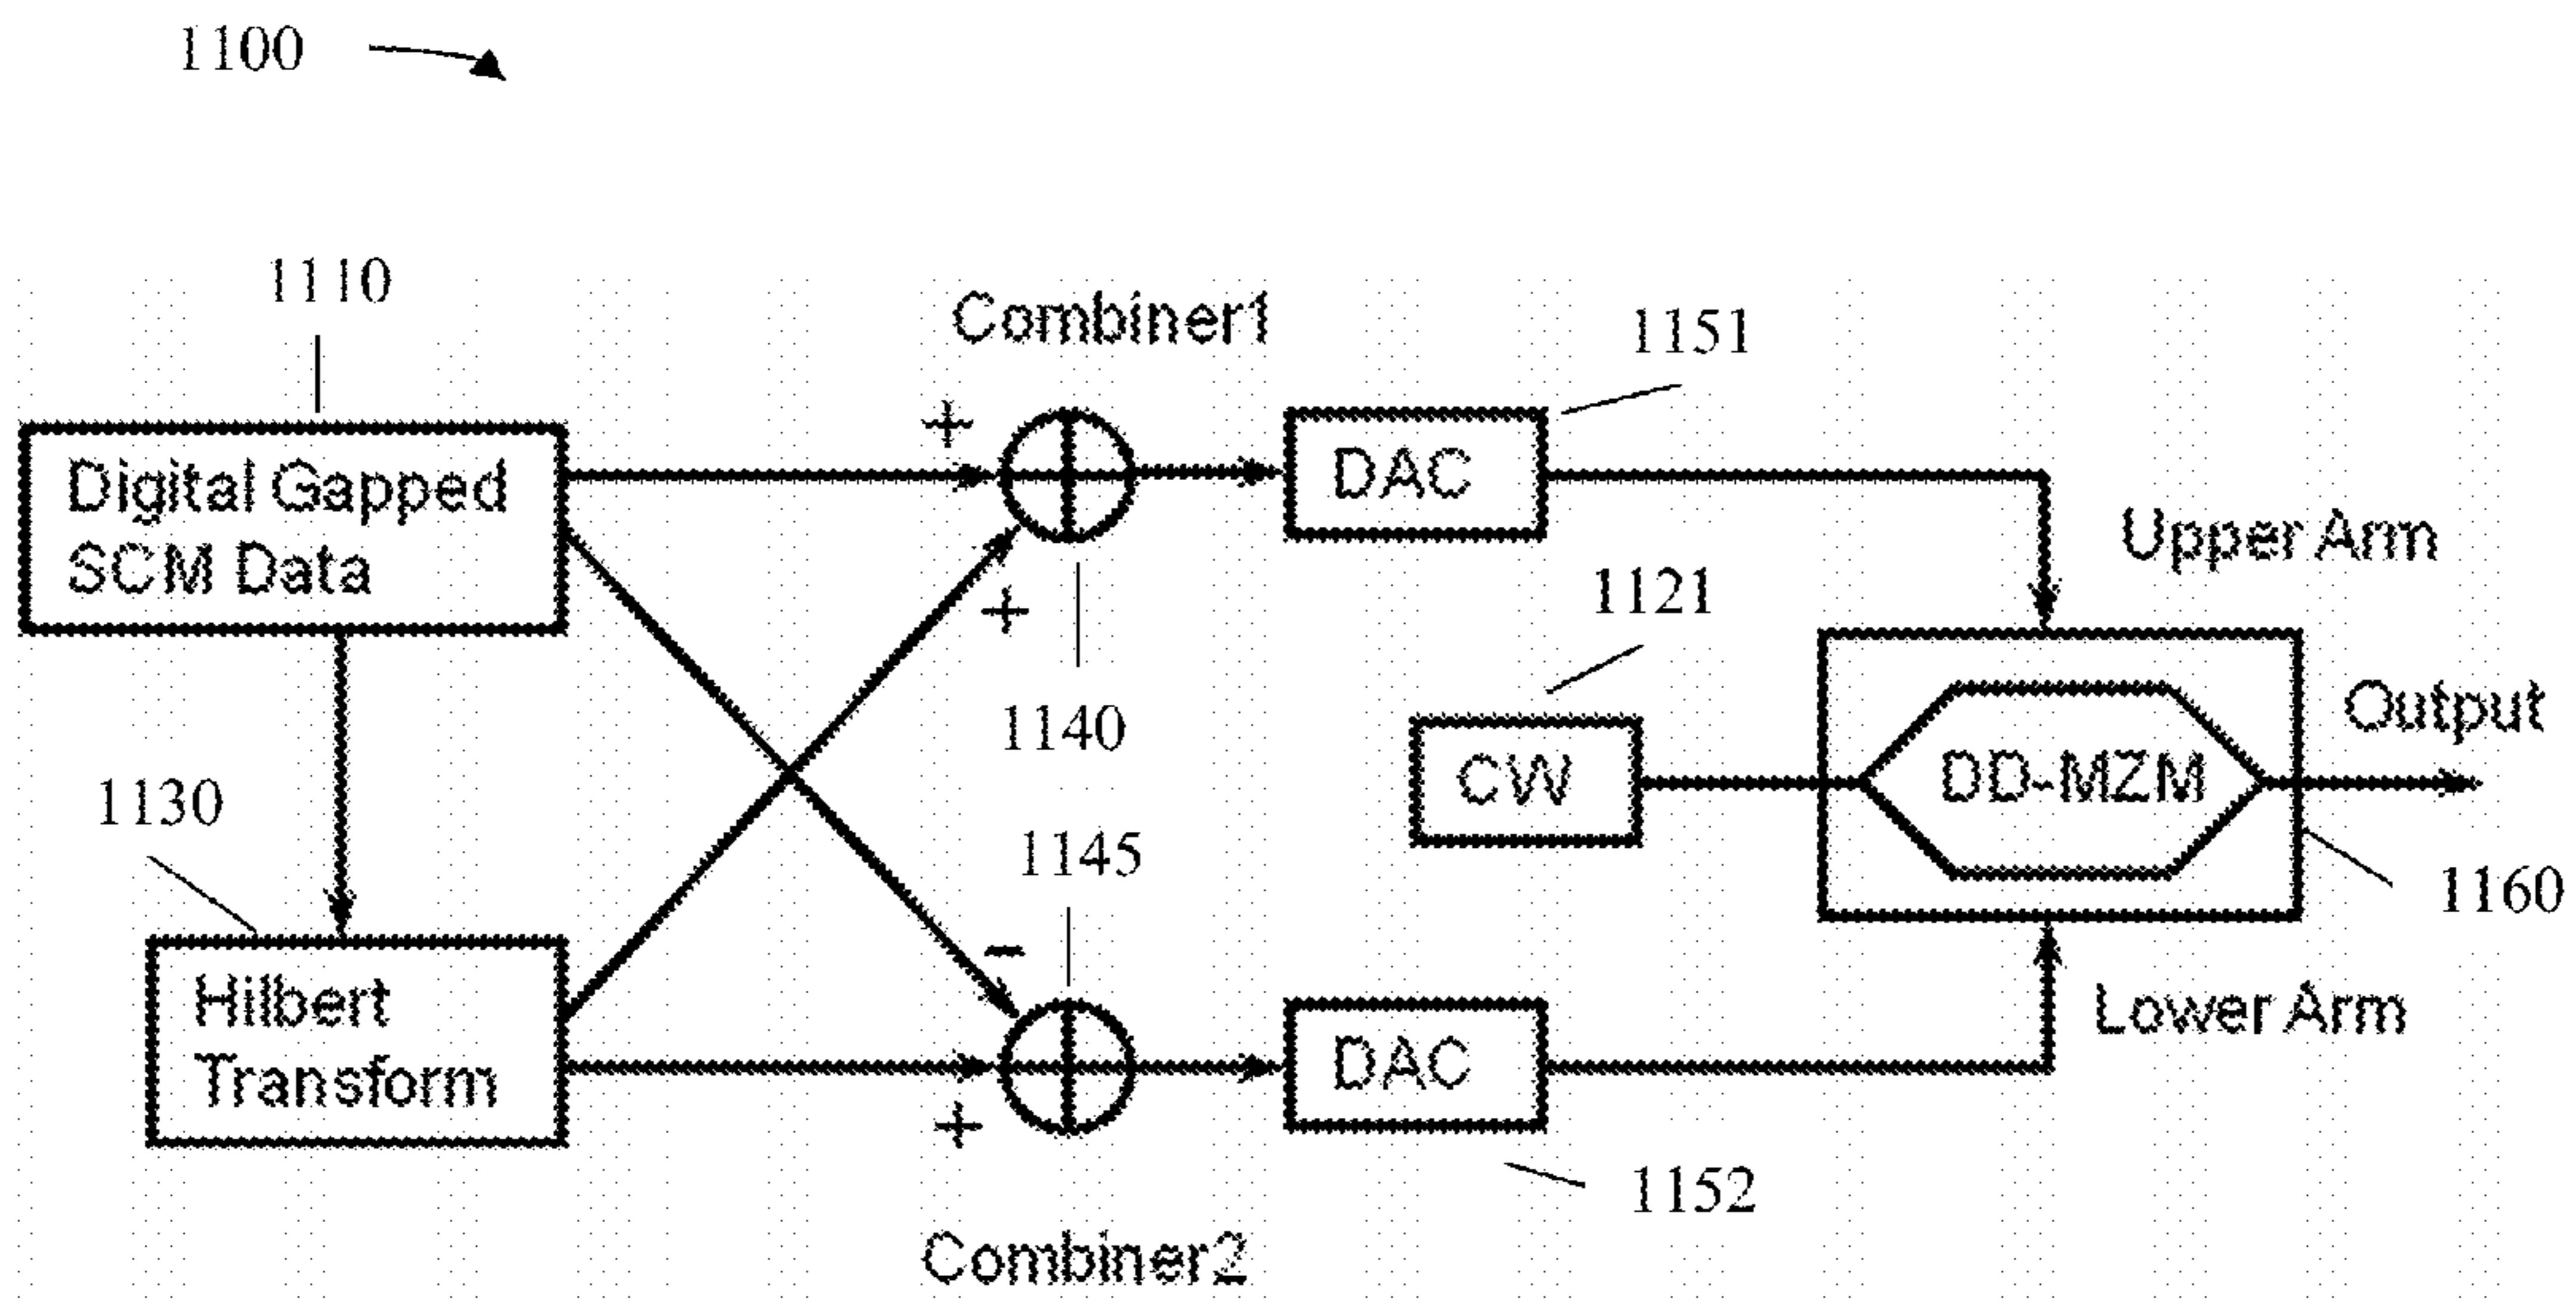 1100
1110
Combiner1
1151
+
Digital Gapped
SCM Data
DAC
Upper Arm
1121
+
1140
CW
DD-MZM
Output
1130
1145
1160
-
Hilbert
Transform
DAC
Lower Arm
+
1152
Combiner2